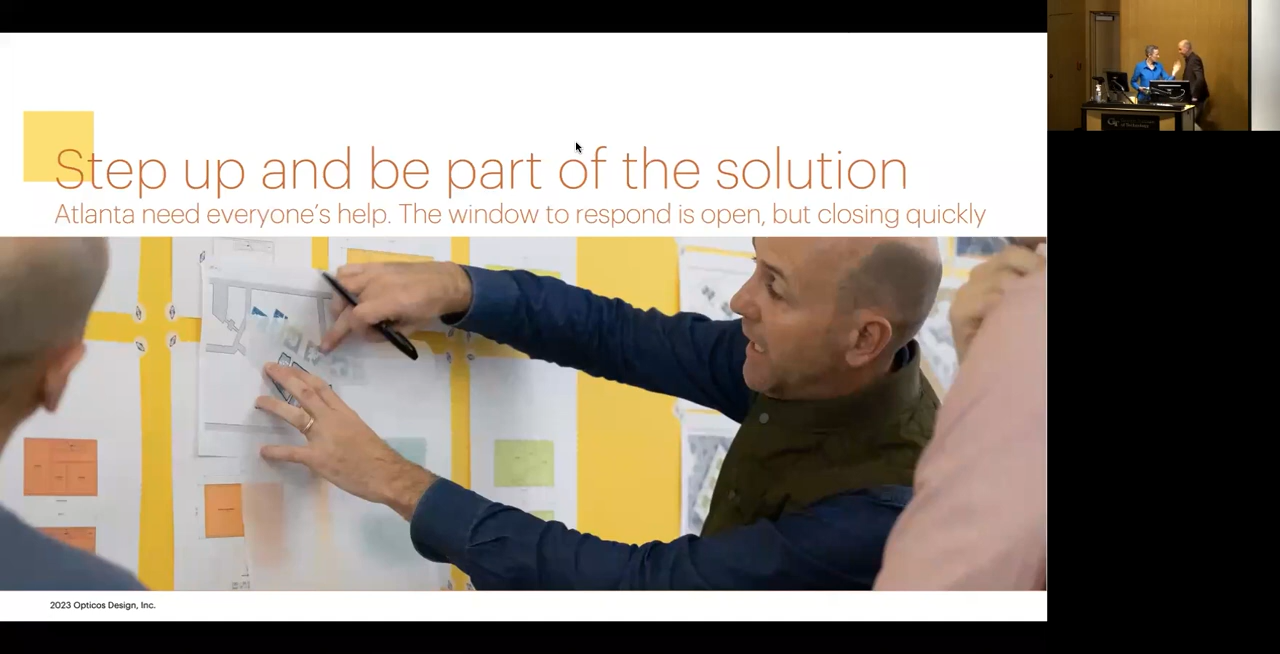 Step up and be part of the solution
Atlanta need everyone's help. The window to respond is open, but closing quickly
2023 Opticos Design, Inc.